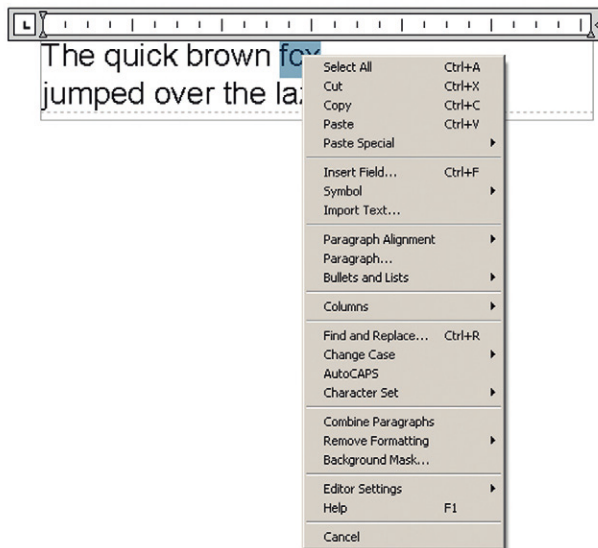 The quick brown fox
jumped over the
Select All Ctrl+A
Cut Ctrl+X
Copy Ctrl+C
Paste Ctrl+V
Paste Special
Insert Field... Ctrl+F
Symbol
Import Text...
Paragraph Alignment
Paragraph...
Bullets and Lists
Columns
Find and Replace... Ctrl+R
Change Case
AutoCAPS
Character Set
Combine Paragraphs
Remove Formatting
Background Mask...
Editor Settings
Help F1
Cancel